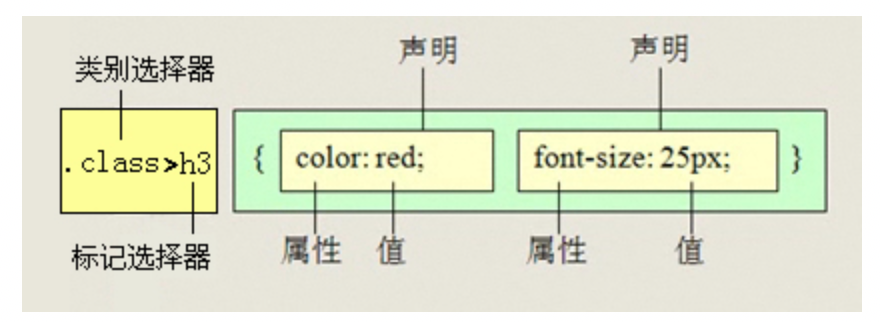 类别选择器 声明 声明
.class>h3 { color: red; font-size: 25px; }
标记选择器 属性 值 属性 值